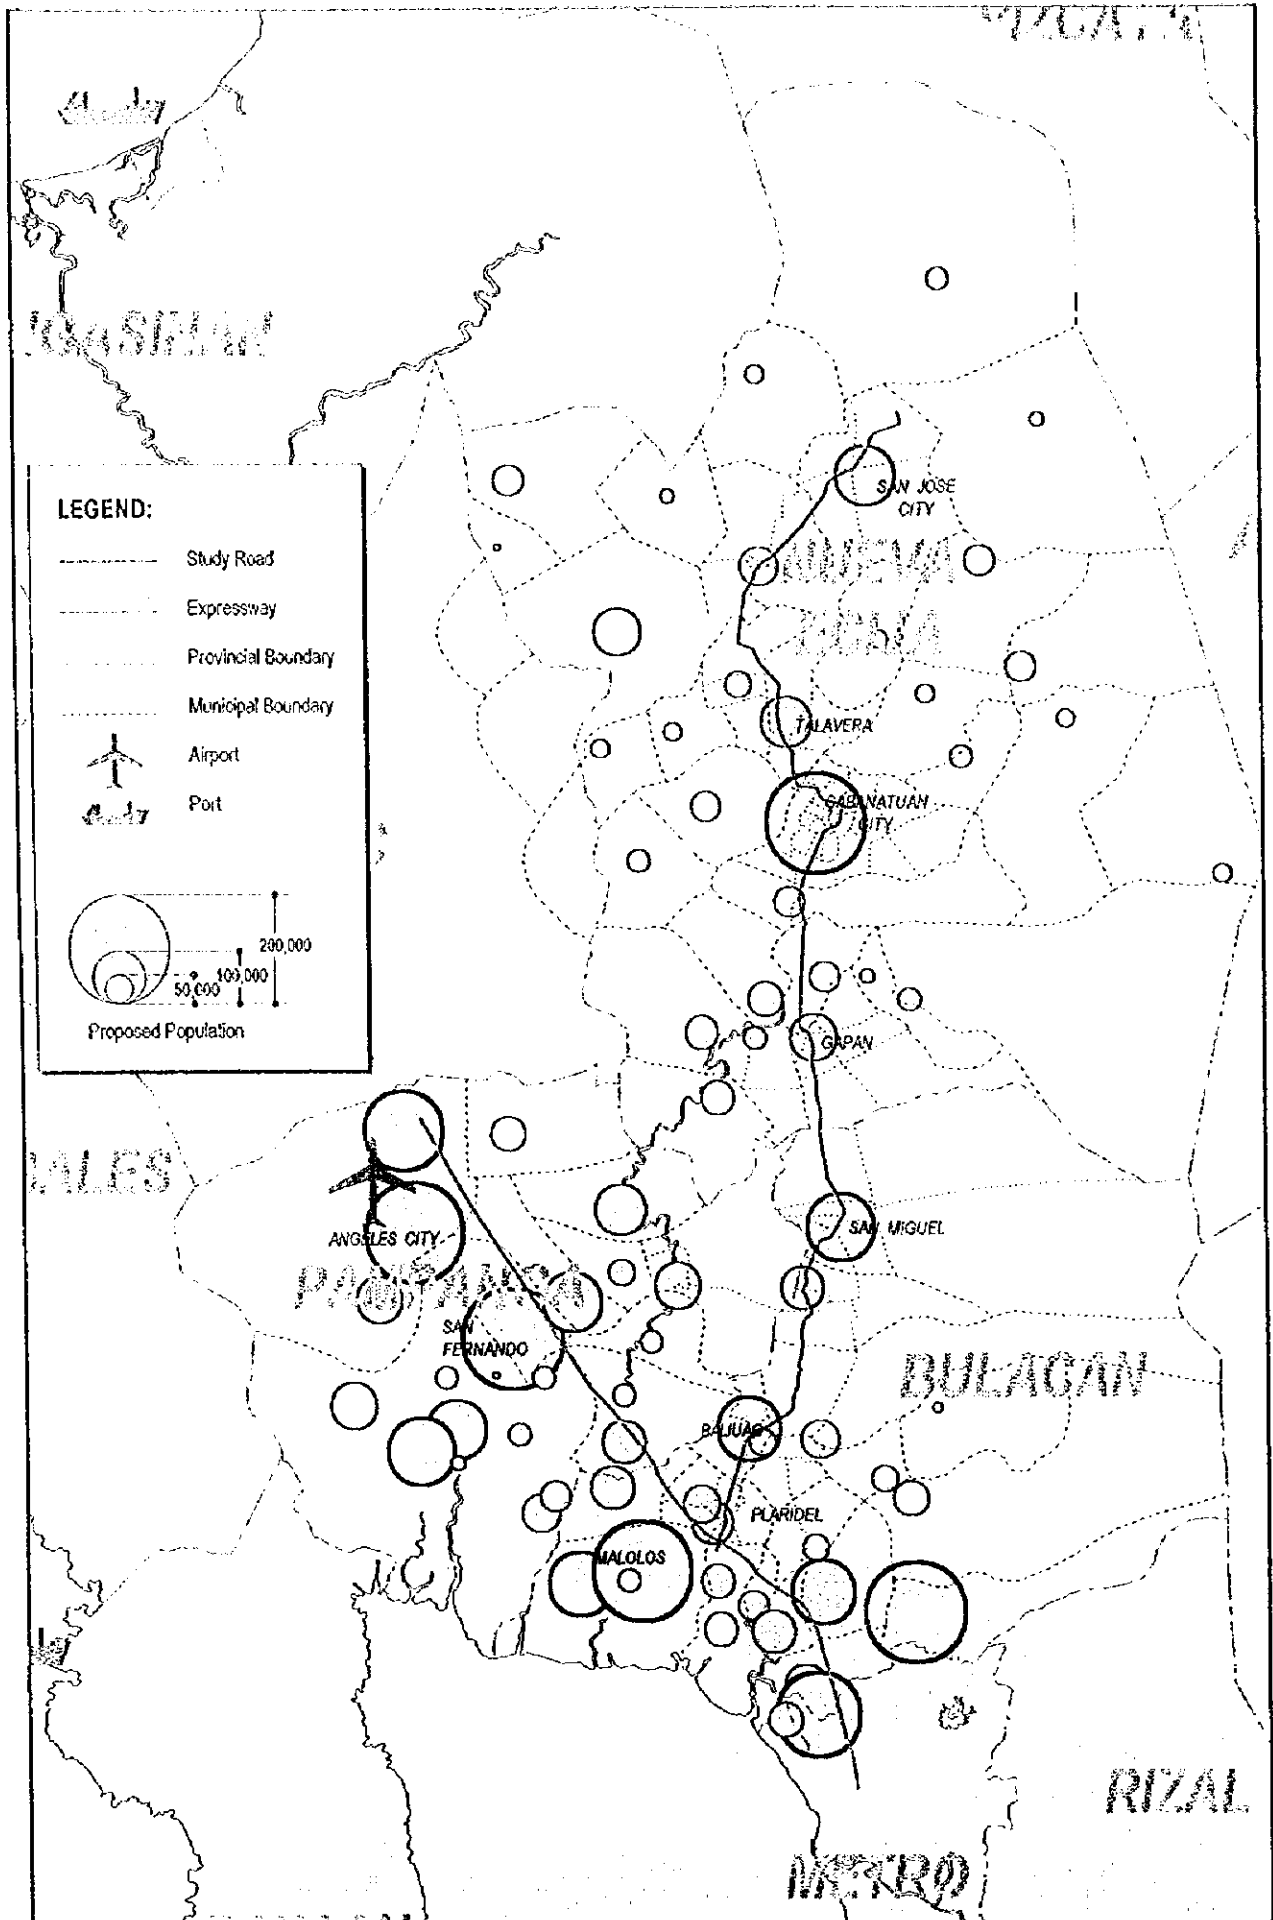 SAN JOSE
CITY
LEGEND:
Study Road
Expressway
Provincial Boundary
Municipal Boundary
Airport
Port
200,000
100,000
50,000
Proposed Population
NUEVA
ECIJA
TALAVERA
CABANATUAN
CITY
GAPAN
SAN MIGUEL
ANGELES CITY
PAMPANGA
SAN
FERNANDO
BULACAN
BALIUAG
PLARIDEL
MALOLOS
RIZAL
METRO